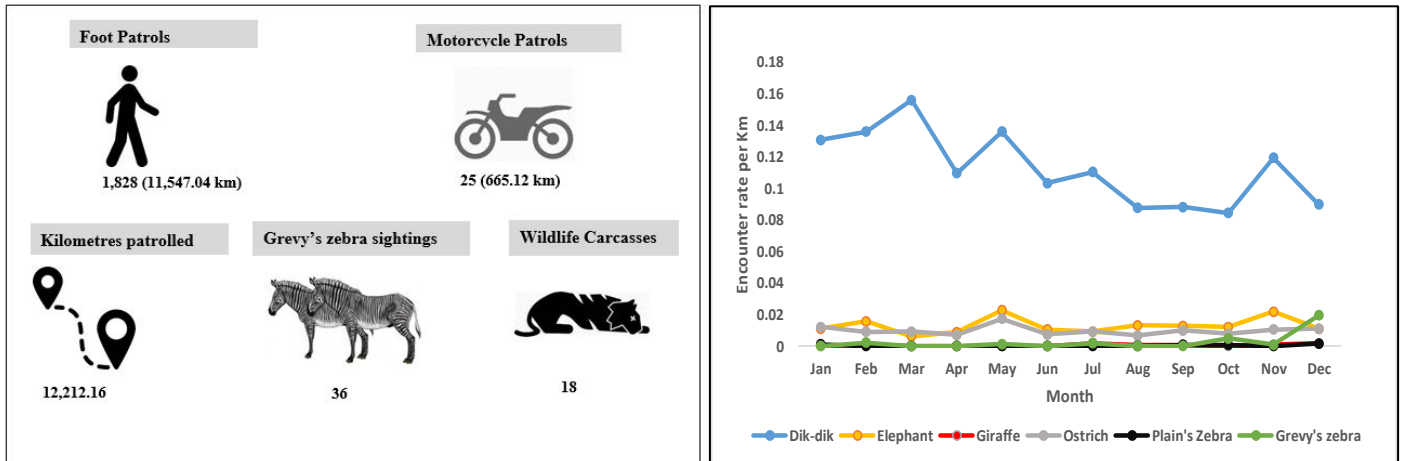 Foot Patrols
Motorcycle Patrols
1,828 (11,547.04 km)
25 (665.12 km)
Kilometres patrolled
Grevy's zebra sightings
Wildlife Carcasses
12,212.16
36
18
Encounter rate per Km
0.18
0.16
0.14
0.12
0.1
0.08
0.06
0.04
0.02
0
Jan Feb Mar Apr May Jun Jul Aug Sep Oct Nov Dec
Month
Dik-dik Elephant Giraffe Ostrich Plain's Zebra Grevy's zebra